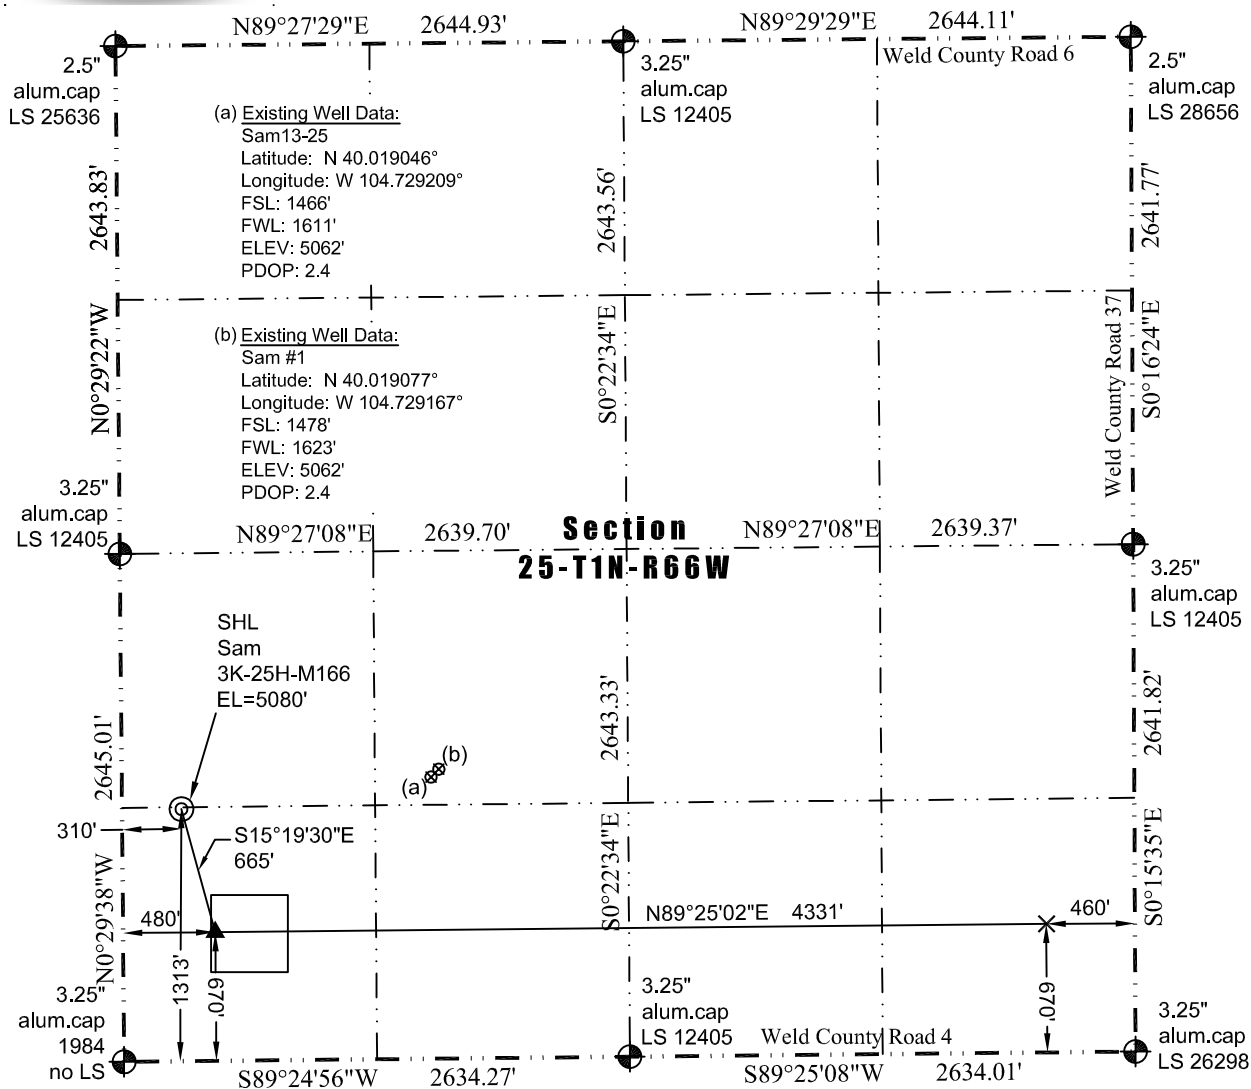 N89°27'29"E 2644.93' N89°29'29"E 2644.11'
Weld County Road 6
2.5"
alum.cap
LS 25636
3.25"
alum.cap
LS 12405
2.5"
alum.cap
LS 28656
(a) Existing Well Data:
Sam13-25
Latitude: N 40.019046°
Longitude: W 104.729209°
FSL: 1466'
FWL: 1611'
ELEV: 5062'
PDOP: 2.4
2643.83'
2643.56'
2641.77'
N0°29'22"W
S0°22'34"E
Weld County Road 37
S0°16'24"E
(b) Existing Well Data:
Sam #1
Latitude: N 40.019077°
Longitude: W 104.729167°
FSL: 1478'
FWL: 1623'
ELEV: 5062'
PDOP: 2.4
3.25"
alum.cap
LS 12405
N89°27'08"E 2639.70' Section N89°27'08"E 2639.37'
25-T1N-R66W
3.25"
alum.cap
LS 12405
SHL
Sam
3K-25H-M166
EL=5080'
2645.01'
2643.33'
2641.82'
(b)
(a)
310'
S15°19'30"E
665'
N0°29'38"W
S0°22'34"E
S0°15'35"E
480'
N89°25'02"E 4331'
460'
1313'
670'
670'
3.25"
alum.cap
1984
no LS
3.25"
alum.cap
LS 12405
Weld County Road 4
3.25"
alum.cap
LS 26298
S89°24'56"W 2634.27' S89°25'08"W 2634.01'